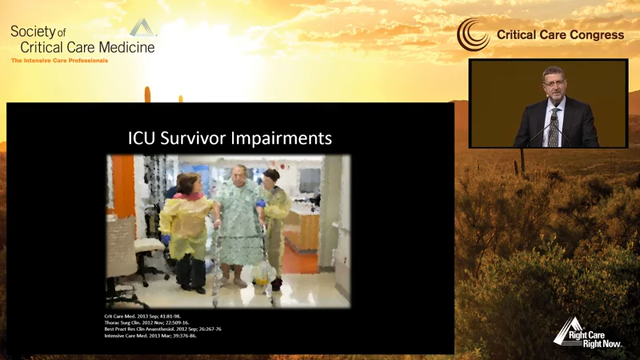 Society of
Critical Care Medicine
The Intensive Care Professionals
Critical Care Congress
ICU Survivor Impairments
Crit Care Med. 2013 Sep; 41:81-98.
Thorac Surg Clin. 2012 Nov; 22:509-16.
Best Pract Res Clin Anaesthesiol. 2012 Sep; 26:267-76
Intensive Care Med. 2013 Mar; 39:376-86.
Right Care
Right Now